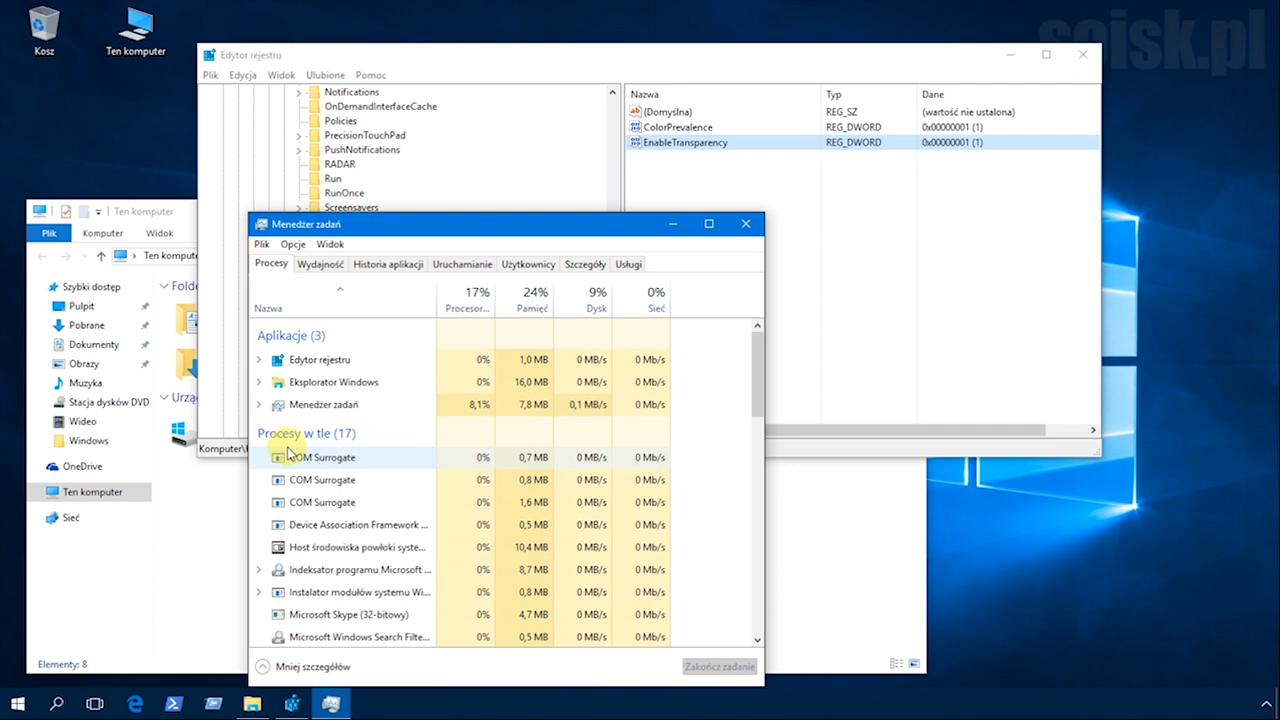 Kosz
Ten komputer
soisk.pl
Edytor rejestru
Plik Edycja Widok Ulubione Pomoc
Notifications
OnDemandInterfaceCache
Policies
PrecisionTouchPad
PushNotifications
RADAR
Run
RunOnce
Screensavers
Nazwa Typ Dane
(Domyślna) REG_SZ (wartość nie ustalona)
ColorPrevalence REG_DWORD 0x00000001 (1)
EnableTransparency REG_DWORD 0x00000001 (1)
Komputer\
Ten komputer
Plik Komputer Widok
Ten kompute
Szybki dostęp
Pulpit
Pobrane
Dokumenty
Obrazy
Muzyka
Stacja dysków DVD
Wideo
Windows
OneDrive
Ten komputer
Sieć
Folde
Urzą
Elementy: 8
Menedżer zadań
Plik Opcje Widok
Procesy Wydajność Historia aplikacji Uruchamianie Użytkownicy Szczegóły Usługi
17% 24% 9% 0%
Nazwa Procesor... Pamięć Dysk Sieć
Aplikacje (3)
Edytor rejestru 0% 1,0 MB 0 MB/s 0 Mb/s
Eksplorator Windows 0% 16,0 MB 0 MB/s 0 Mb/s
Menedżer zadań 8,1% 7,8 MB 0,1 MB/s 0 Mb/s
Procesy w tle (17)
COM Surrogate 0% 0,7 MB 0 MB/s 0 Mb/s
COM Surrogate 0% 0,8 MB 0 MB/s 0 Mb/s
COM Surrogate 0% 1,6 MB 0 MB/s 0 Mb/s
Device Association Framework ... 0% 0,5 MB 0 MB/s 0 Mb/s
Host środowiska powłoki syste... 0% 10,4 MB 0 MB/s 0 Mb/s
Indeksator programu Microsoft ... 0% 8,7 MB 0 MB/s 0 Mb/s
Instalator modułów systemu Wi... 0% 0,8 MB 0 MB/s 0 Mb/s
Microsoft Skype (32-bitowy) 0% 4,7 MB 0 MB/s 0 Mb/s
Microsoft Windows Search Filte... 0% 0,5 MB 0 MB/s 0 Mb/s
Mniej szczegółów
Zakończ zadanie